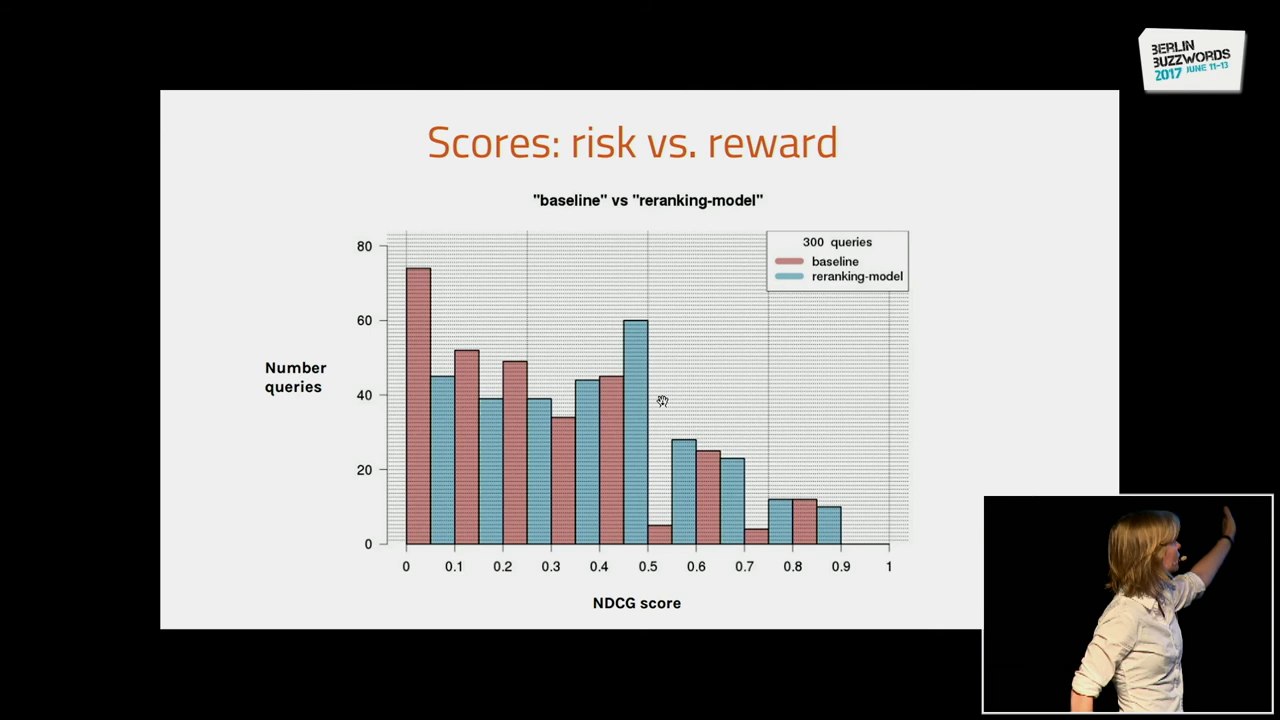 BERLIN
BUZZWORDS
2017 JUNE 11-13
Scores: risk vs. reward
"baseline" vs "reranking-model"
300 queries
baseline
reranking-model
80
60
40
20
0
Number
queries
0 0.1 0.2 0.3 0.4 0.5 0.6 0.7 0.8 0.9 1
NDCG score